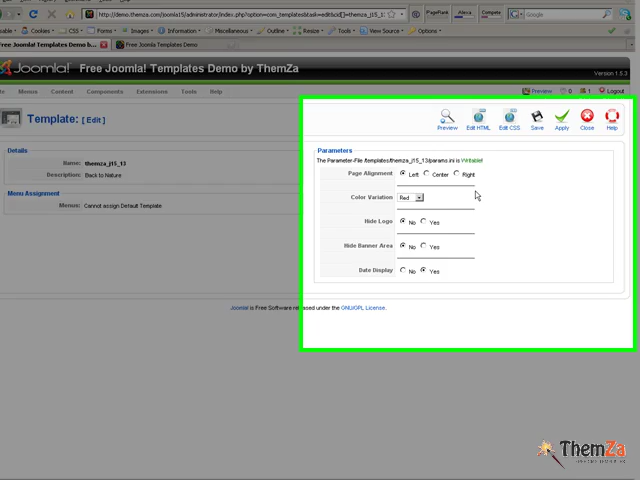 http://demo.themza.com/joomla15/administrator/index.php?option=com_templates&task=edit&cid[]=themza_j15_1
PageRank
Alexa
Compete
Google
Disable Cookies CSS Forms Images Information Miscellaneous Outline Resize Tools View Source Options
Free Joomla! Templates Demo b...
Free Joomla Templates Demo
Joomla! Free Joomla! Templates Demo by ThemZa
Version 1.5.3
Menus Content Components Extensions Tools Help
Preview 0 1 Logout
Template: [ Edit ]
Preview Edit HTML Edit CSS Save Apply Close Help
Details
Name: themza_j15_13
Description: Back to Nature
Menu Assignment
Menus: Cannot assign Default Template
Parameters
The Parameter-File /templates/themza_j15_13/params.ini is Writable!
Page Alignment Left Center Right
Color Variation Red
Hide Logo No Yes
Hide Banner Area No Yes
Date Display No Yes
Joomla! is Free Software released under the GNU/GPL License.
ThemZa